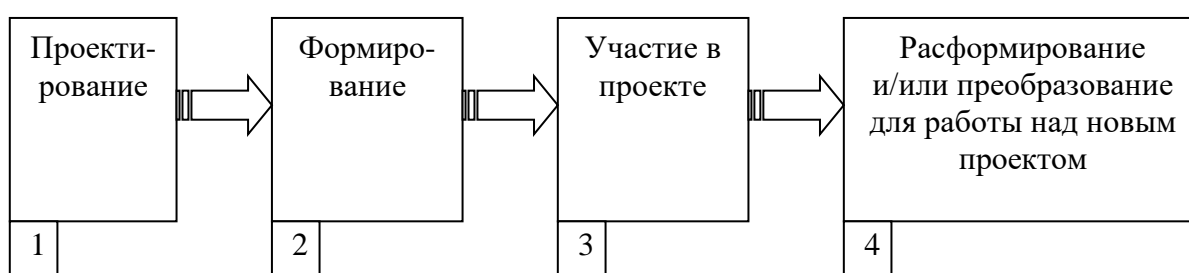 Проекти-
рование
Формиро-
вание
Участие в
проекте
Расформирование
и/или преобразование
для работы над новым
проектом
1
2
3
4